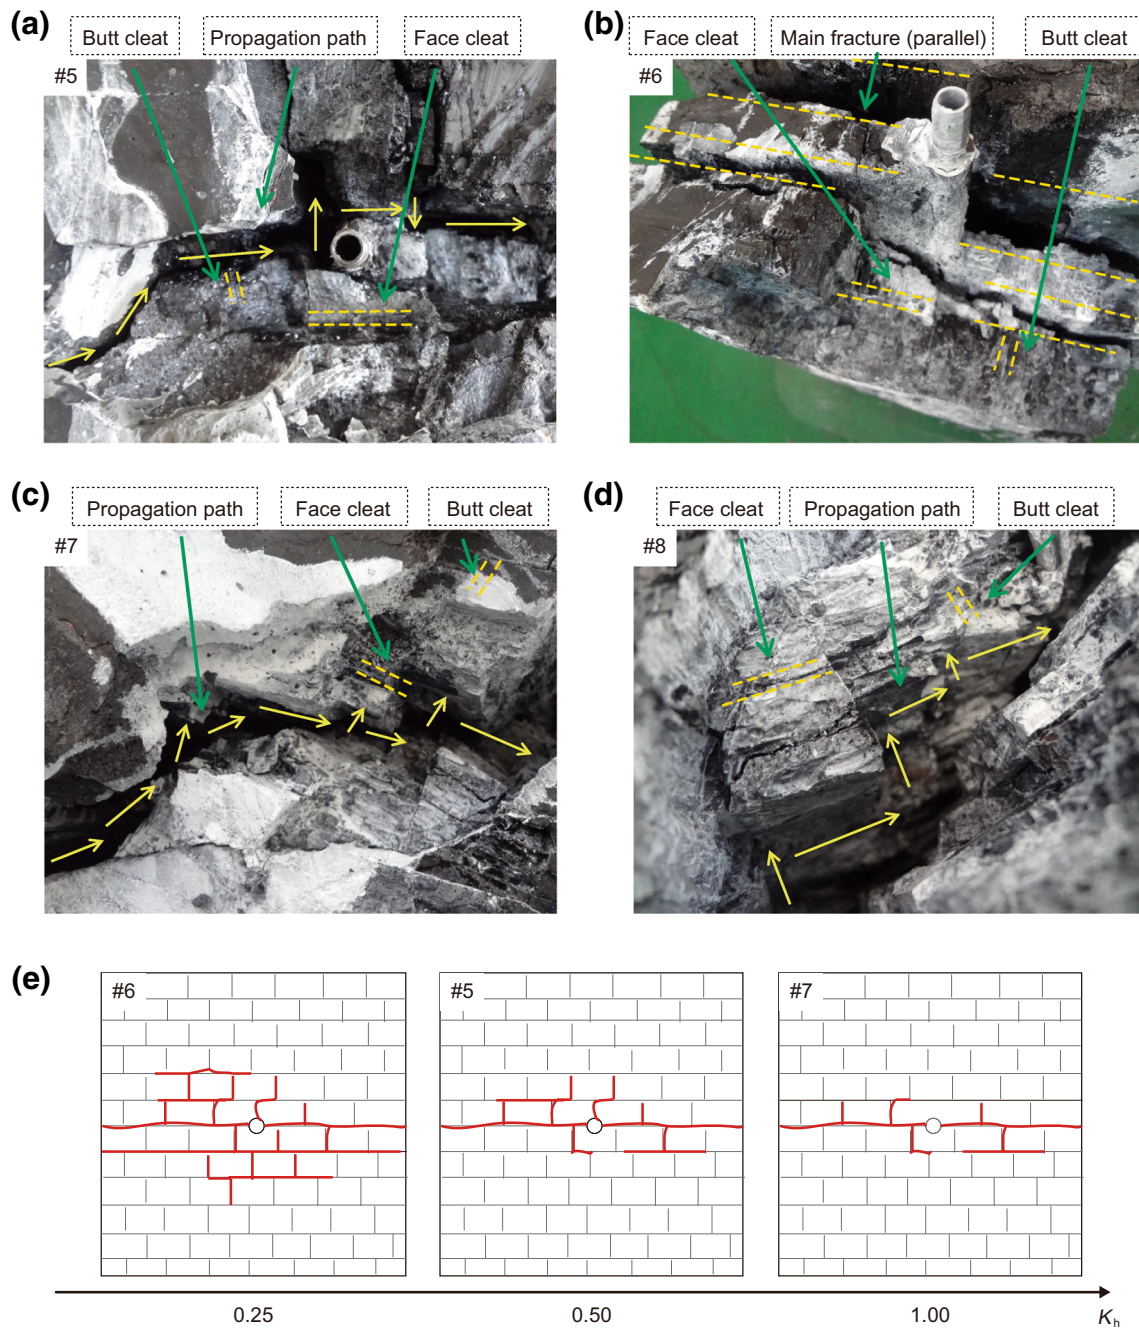 (a)
Butt cleat Propagation path Face cleat
#5
(b)
Face cleat Main fracture (parallel) Butt cleat
#6
(c)
Propagation path Face cleat Butt cleat
#7
(d)
Face cleat Propagation path Butt cleat
#8
(e)
#6 #5 #7
0.25 0.50 1.00 Kh